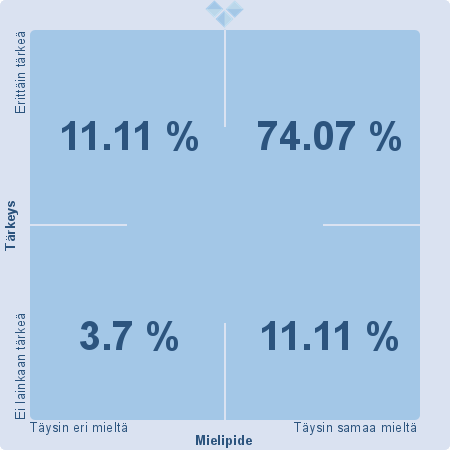 Erittäin tärkeä
11.11 %
74.07 %
Tärkeys
3.7 %
11.11 %
Ei lainkaan tärkeä
Täysin eri mieltä
Täysin samaa mieltä
Mielipide